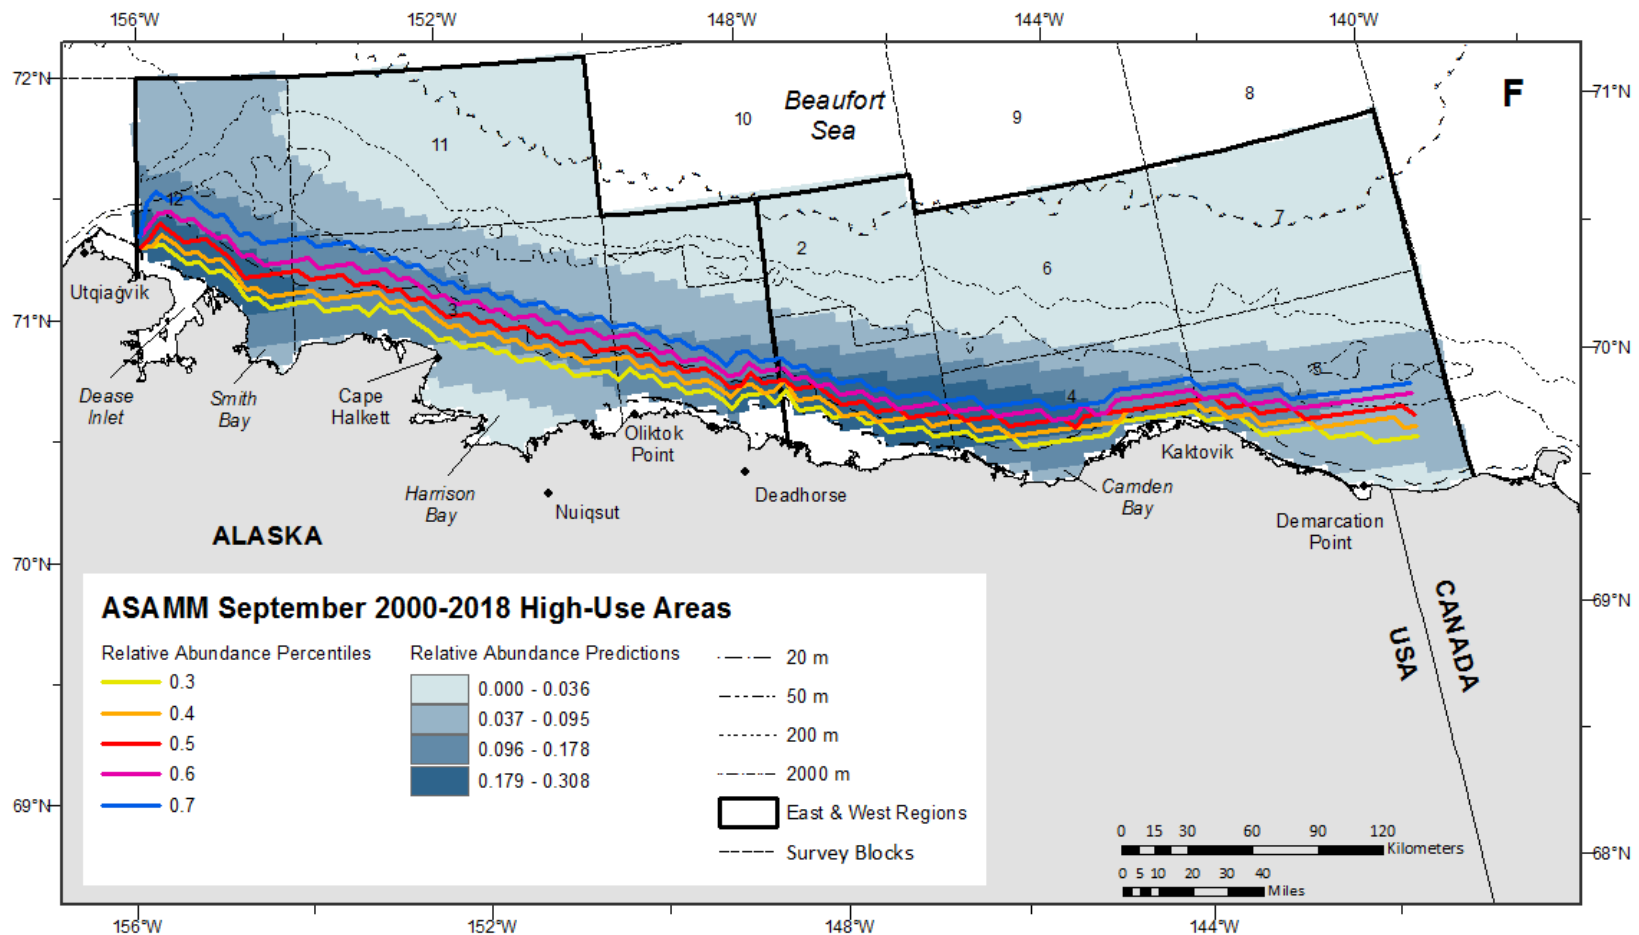 156°W
152°W
148°W
144°W
140°W
72°N
71°N
70°N
69°N
71°N
70°N
69°N
68°N
F
Beaufort
Sea
8
9
10
11
12
7
2
6
3
4
5
Utqiaġvik
Dease
Inlet
Smith
Bay
Cape
Halkett
Harrison
Bay
Oliktok
Point
Nuiqsut
Deadhorse
Kaktovik
Camden
Bay
Demarcation
Point
ALASKA
USA
CANADA
ASAMM September 2000-2018 High-Use Areas
Relative Abundance Percentiles
0.3
0.4
0.5
0.6
0.7
Relative Abundance Predictions
0.000 - 0.036
0.037 - 0.095
0.096 - 0.178
0.179 - 0.308
20 m
50 m
200 m
2000 m
East & West Regions
Survey Blocks
0 15 30 60 90 120
Kilometers
0 5 10 20 30 40
Miles
156°W
152°W
148°W
144°W